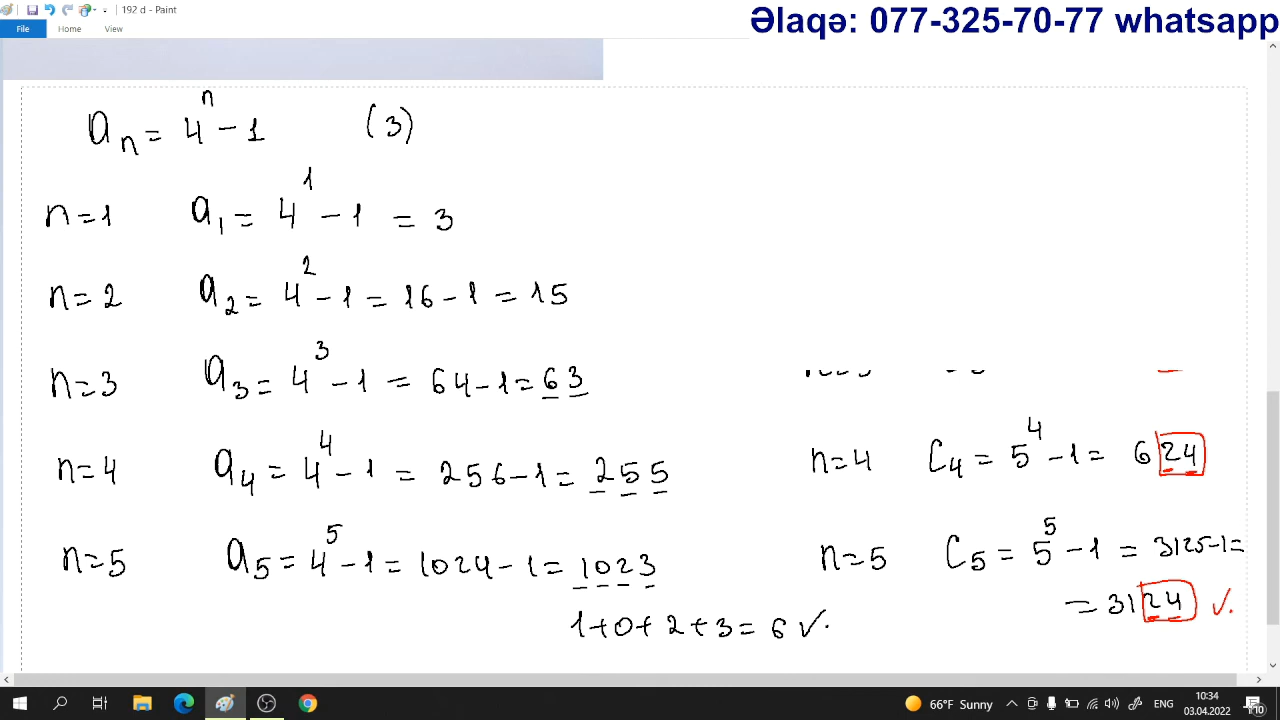 192 d - Paint
Əlaqə: 077-325-70-77 whatsapp
File Home View
aₙ = 4ⁿ - 1 (3)
n=1 a₁ = 4¹ - 1 = 3
n=2 a₂ = 4² - 1 = 16 - 1 = 15
n=3 a₃ = 4³ - 1 = 64 - 1 = 63
n=4 a₄ = 4⁴ - 1 = 256 - 1 = 255
n=5 a₅ = 4⁵ - 1 = 1024 - 1 = 1023
1+0+2+3=6 ✓.
n=4 C₄ = 5⁴ - 1 = 624
n=5 C₅ = 5⁵ - 1 = 3125-1=
= 3124 ✓.
66°F Sunny
ENG
10:34
03.04.2022
10